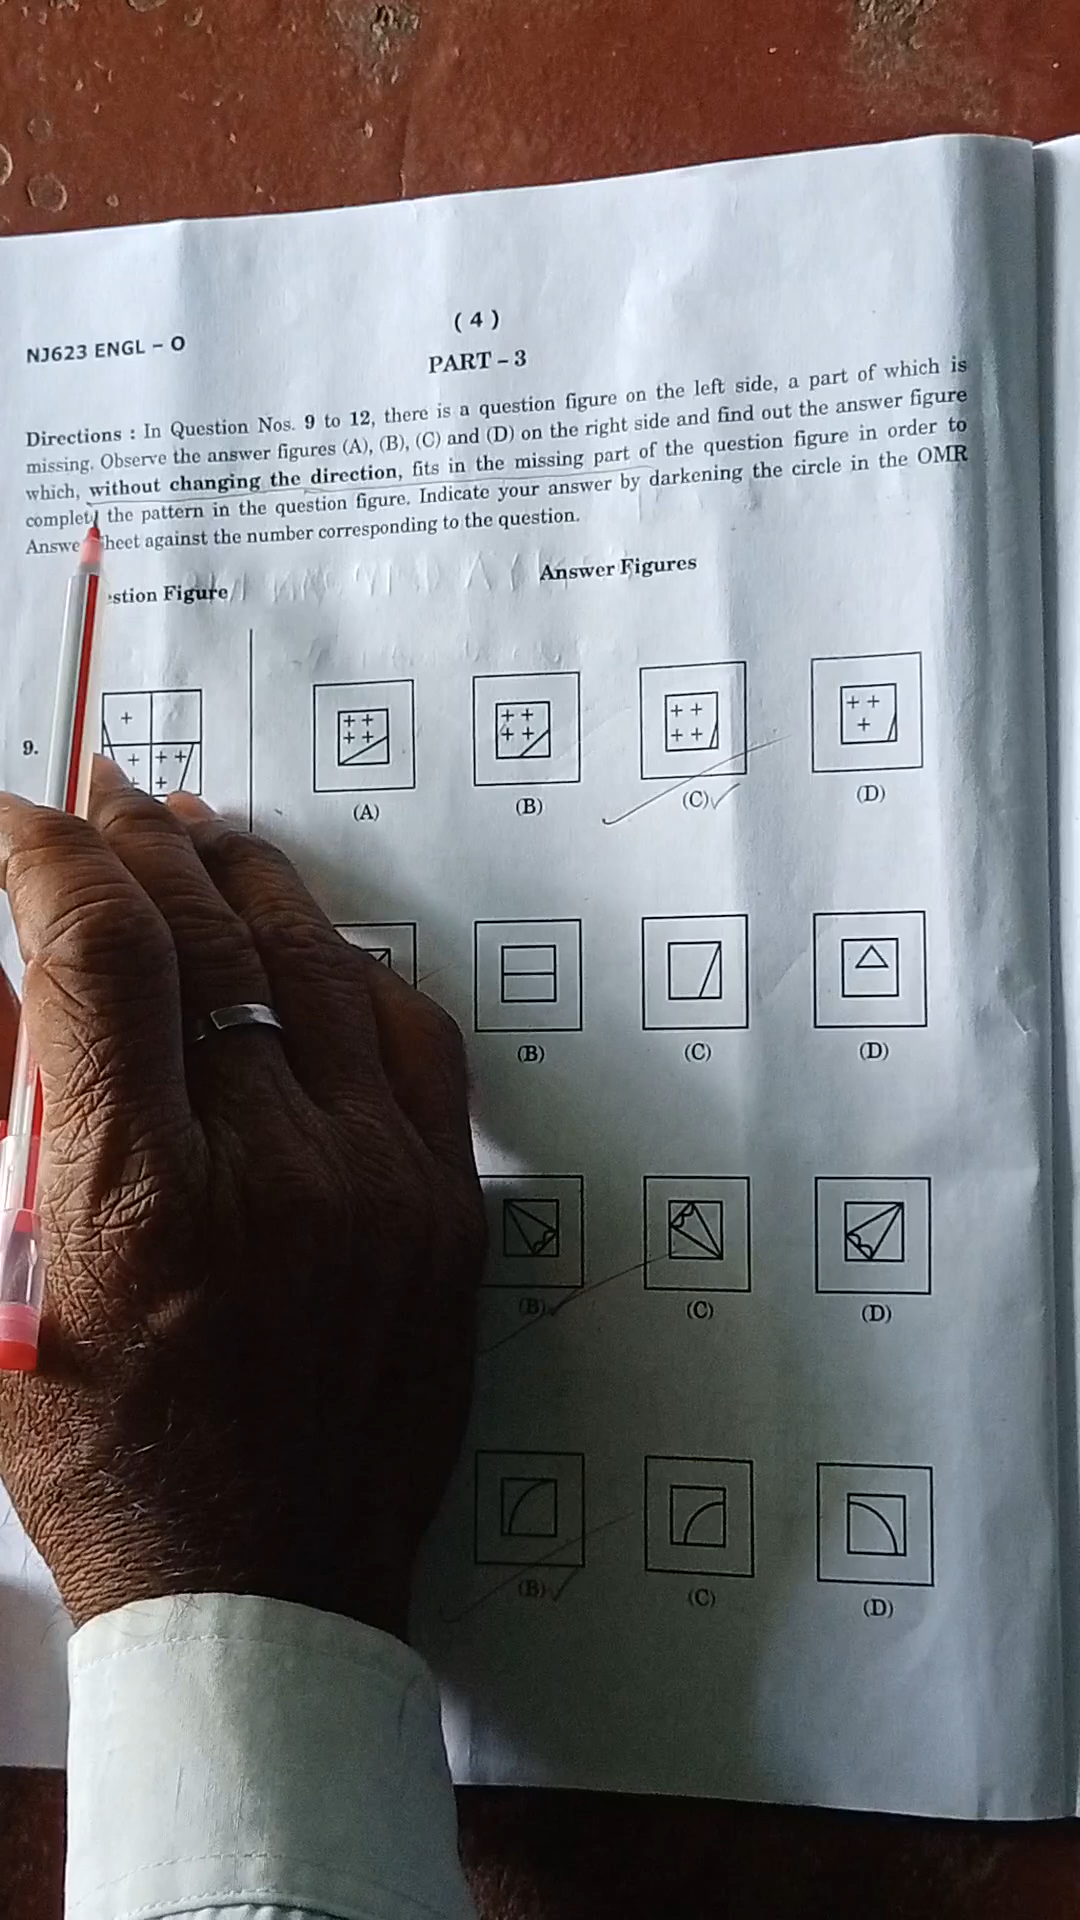 ( 4 )
NJ623 ENGL – O
PART – 3
Directions : In Question Nos. 9 to 12, there is a question figure on the left side, a part of which is
missing. Observe the answer figures (A), (B), (C) and (D) on the right side and find out the answer figure
which, without changing the direction, fits in the missing part of the question figure in order to
the pattern in the question figure. Indicate your answer by darkening the circle in the OMR
against the number corresponding to the question.
Figure
Answer Figures
9.
(A) (B) (C) (D)
(B) (C) (D)
(B) (C) (D)
(B) (C) (D)